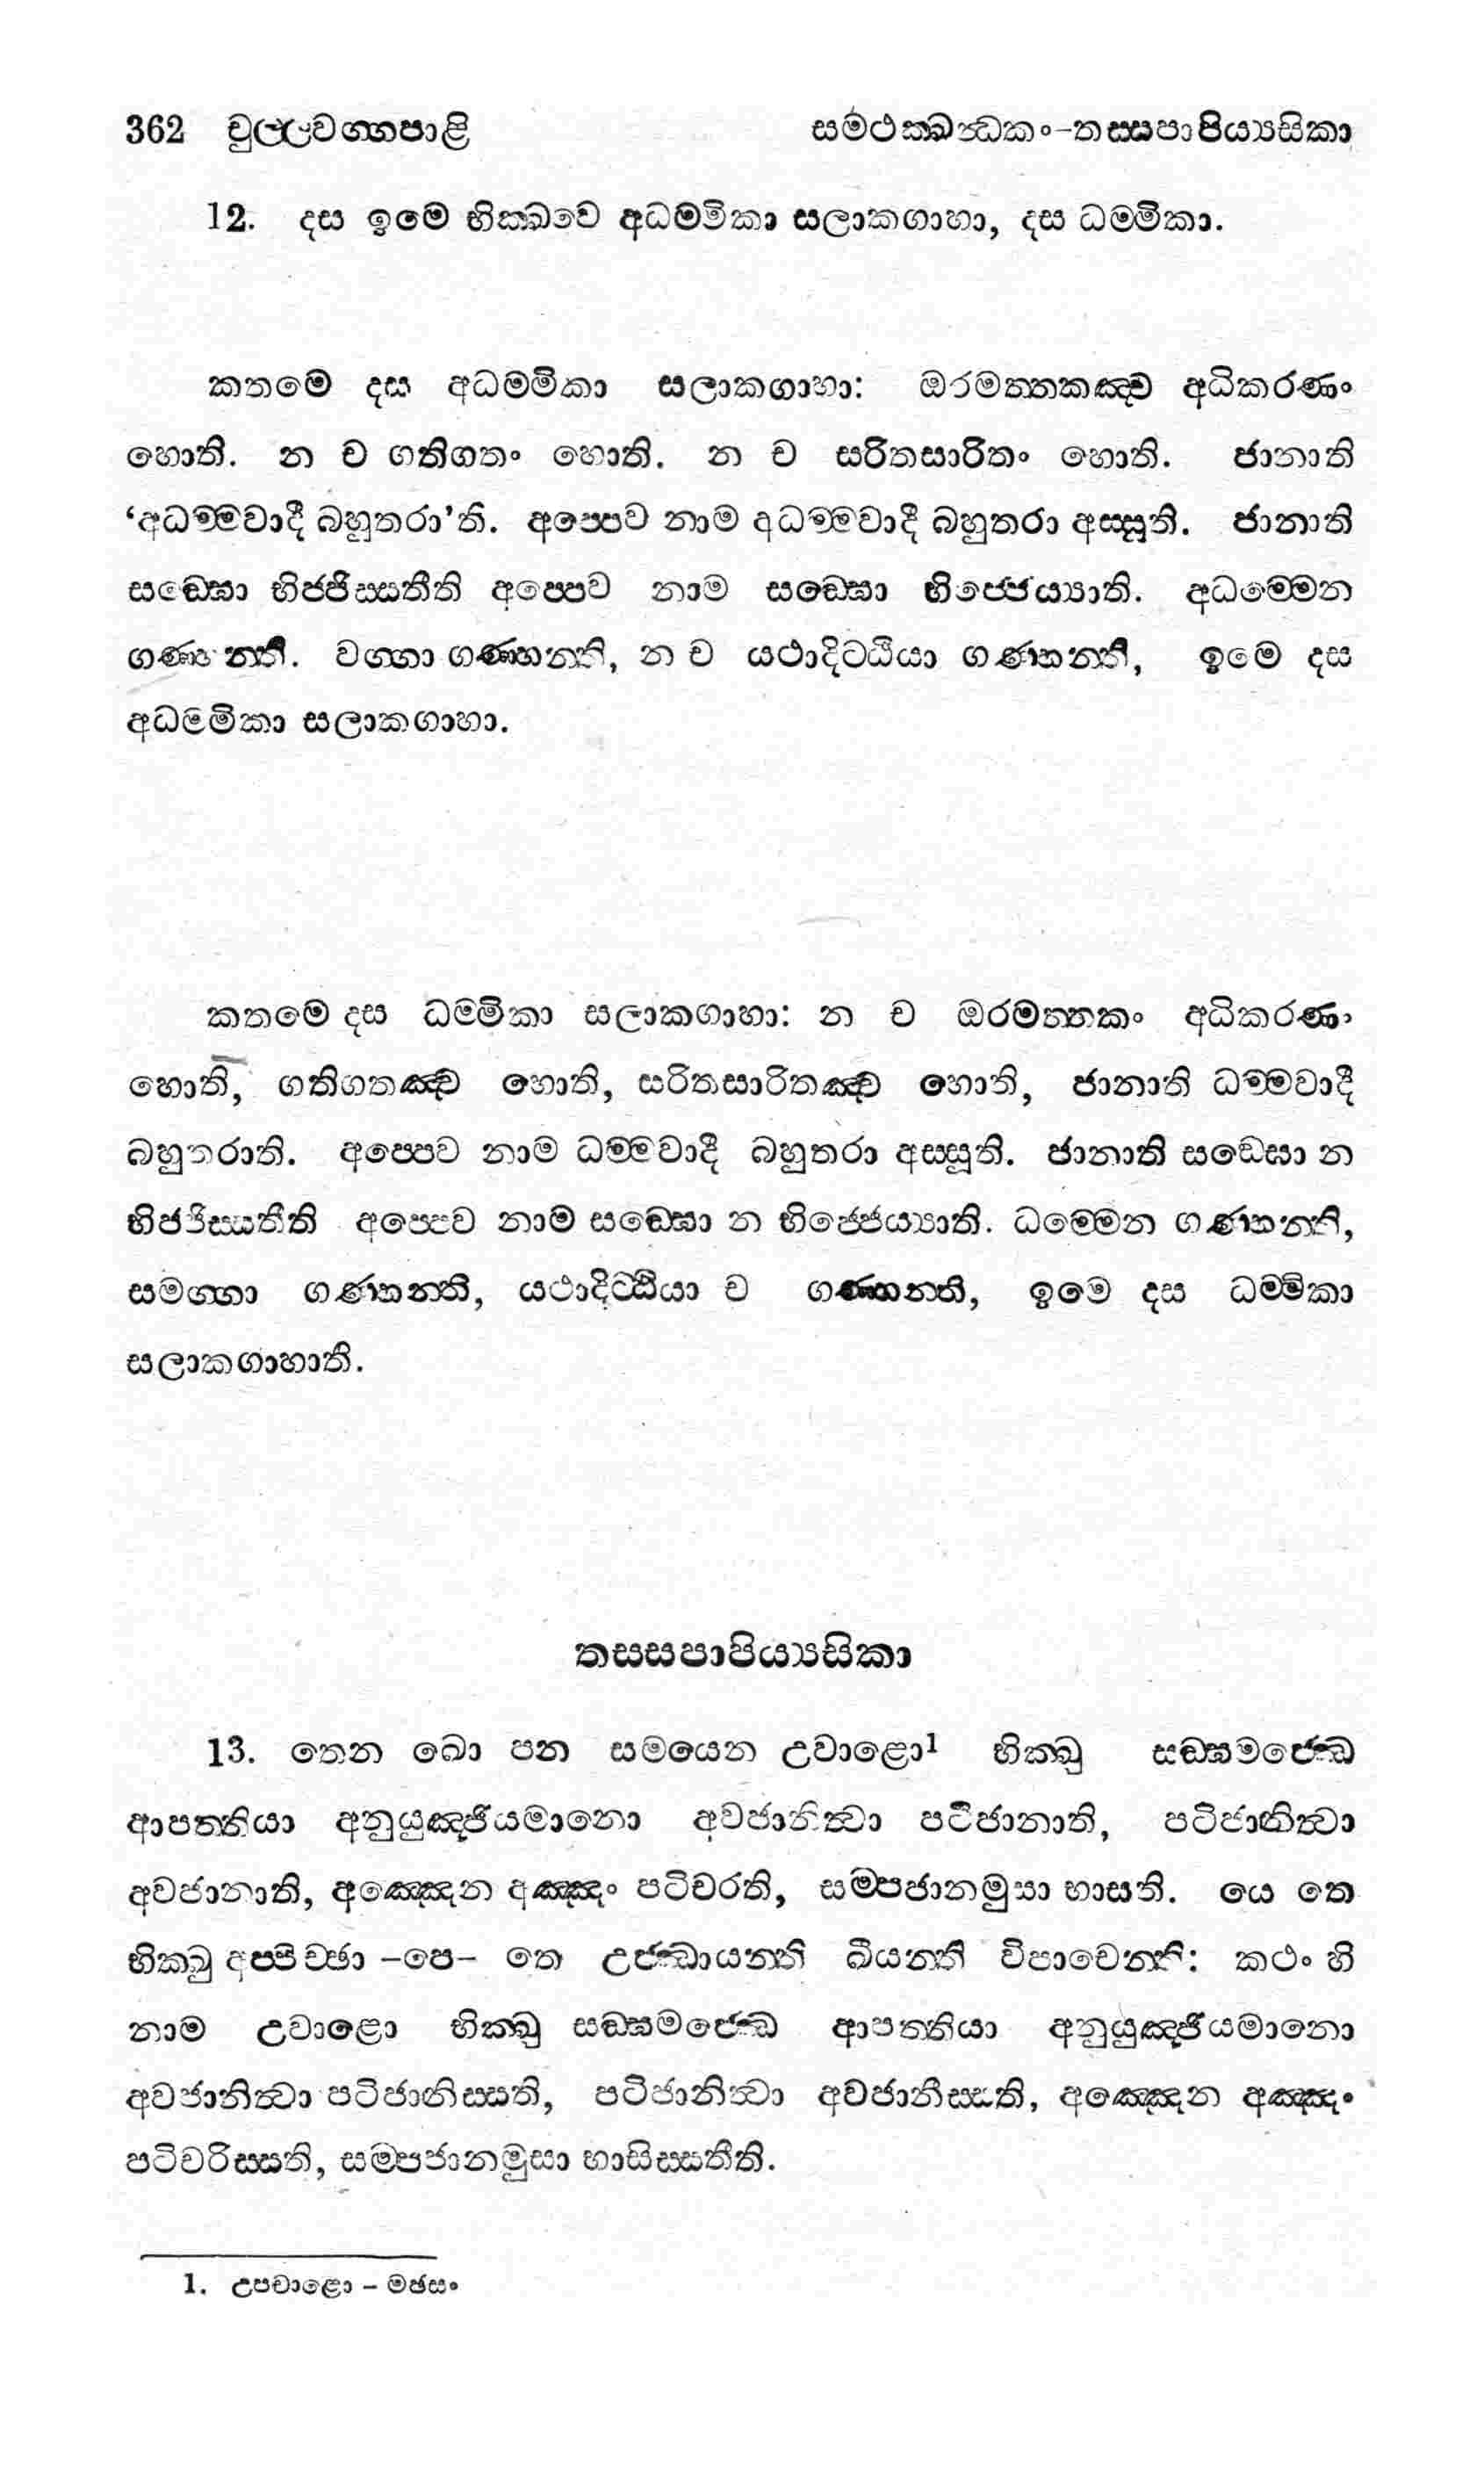 362 චුල්ලවග්ගපාළි සමථක්ඛන්ධකං-තස්සපාපිය්‍යසිකා
12. දස ඉමෙ භික්ඛවෙ අධම්මිකා සලාකගාහා, දස ධම්මිකා.
කතමෙ දස අධම්මිකා සලාකගාහා: ඔරමත්තකඤ්ච අධිකරණං
හොති. න ච ගතිගතං හොති. න ච සරිතසාරිතං හොති. ජානාති
‘අධම්මවාදී බහුතරා’ති. අප්පෙව නාම අධම්මවාදී බහුතරා අස්සූති. ජානාති
සඞ්ඝො භිජ්ජිස්සතීති අප්පෙව නාම සඞ්ඝො භිජ්ජෙය්‍යාති. අධම්මෙන
ගණ්හන්ති. වග්ගා ගණ්හන්ති, න ච යථාදිට්ඨියා ගණ්හන්ති, ඉමෙ දස
අධම්මිකා සලාකගාහා.
කතමෙ දස ධම්මිකා සලාකගාහා: න ච ඔරමත්තකං අධිකරණං
හොති, ගතිගතඤ්ච හොති, සරිතසාරිතඤ්ච හොති, ජානාති ධම්මවාදී
බහුතරාති. අප්පෙව නාම ධම්මවාදී බහුතරා අස්සූති. ජානාති සඞ්ඝො න
භිජ්ජිස්සතීති අප්පෙව නාම සඞ්ඝො න භිජ්ජෙය්‍යාති. ධම්මෙන ගණ්හන්ති,
සමග්ගා ගණ්හන්ති, යථාදිට්ඨියා ච ගණ්හන්ති, ඉමෙ දස ධම්මිකා
සලාකගාහාති.
තස්සපාපිය්‍යසිකා
13. තෙන ඛො පන සමයෙන උවාළො1 භික්ඛු සඞ්ඝමජ්ඣෙ
ආපත්තියා අනුයුඤ්ජියමානො අවජානිත්වා පටිජානාති, පටිජානිත්වා
අවජානාති, අඤ්ඤෙන අඤ්ඤං පටිචරති, සම්පජානමුසා භාසති. යෙ තෙ
භික්ඛු අප්පිච්ඡා -පෙ- තෙ උජ්ඣායන්ති ඛීයන්ති විපාචෙන්ති: කථං හි
නාම උවාළො භික්ඛු සඞ්ඝමජ්ඣෙ ආපත්තියා අනුයුඤ්ජියමානො
අවජානිත්වා පටිජානිස්සති, පටිජානිත්වා අවජානිස්සති, අඤ්ඤෙන අඤ්ඤං
පටිචරිස්සති, සම්පජානමුසා භාසිස්සතීති.
1. උපවාළො - මඡසං